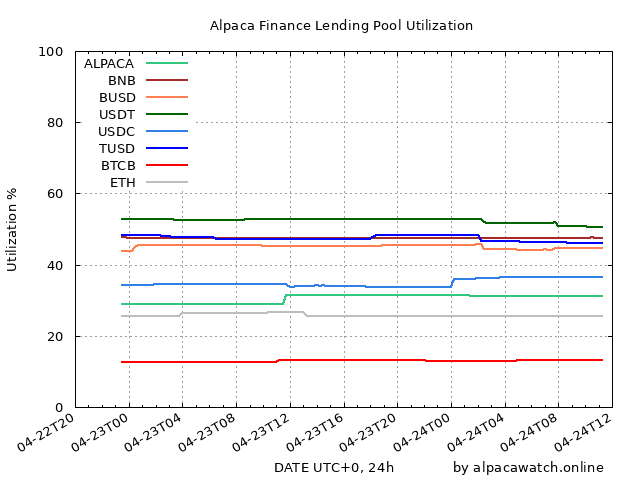 Alpaca Finance Lending Pool Utilization
100
80
60
40
20
0
Utilization %
ALPACA
BNB
BUSD
USDT
USDC
TUSD
BTCB
ETH
04-22T20
04-23T00
04-23T04
04-23T08
04-23T12
04-23T16
04-23T20
04-24T00
04-24T04
04-24T08
04-24T12
DATE UTC+0, 24h
by alpacawatch.online